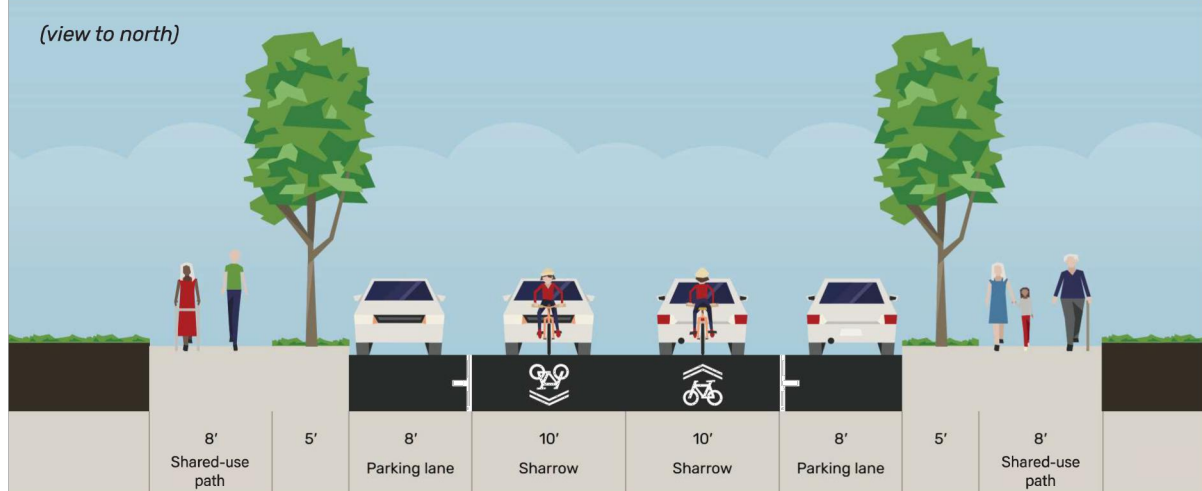 (view to north)
8’
5’
8’
10’
10’
8’
5’
8’
Shared-use
path
Parking lane
Sharrow
Sharrow
Parking lane
Shared-use
path